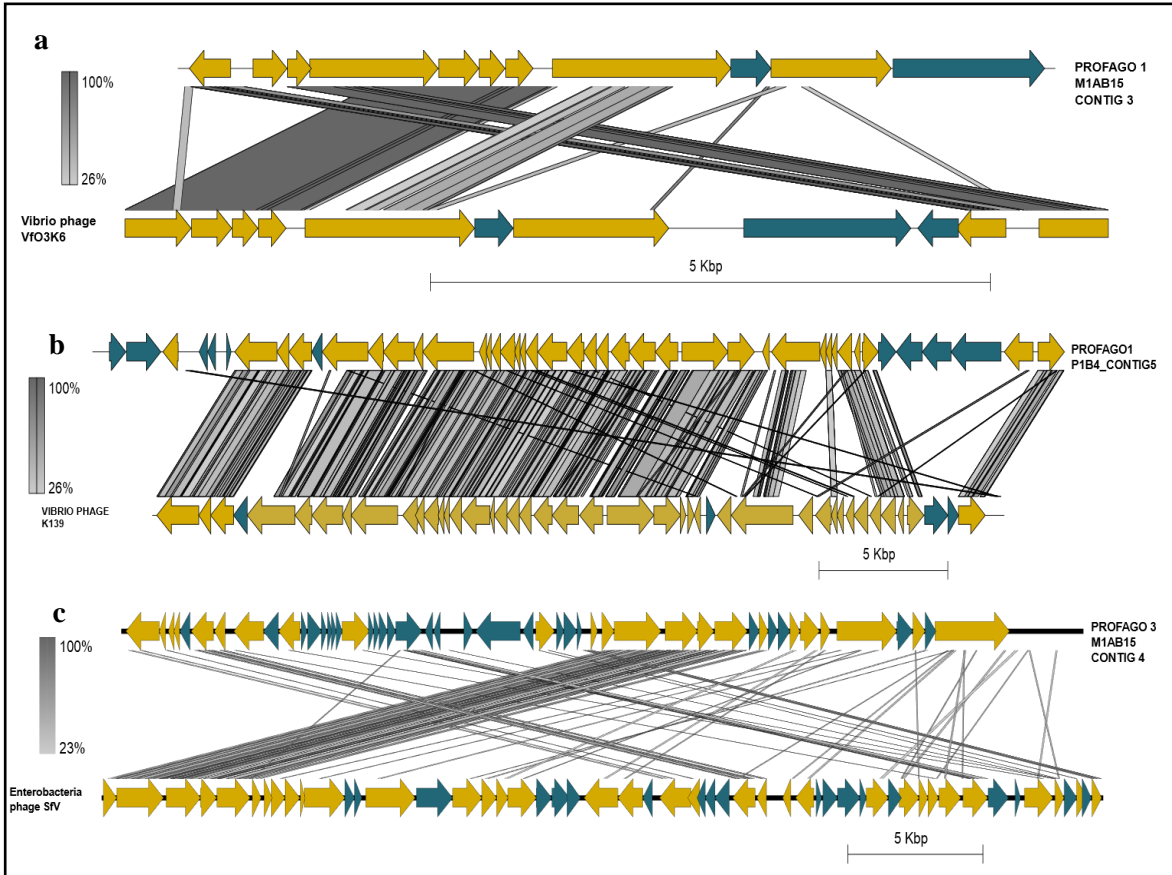 a
100%
26%
PROFAGO 1
M1AB15
CONTIG 3
Vibrio phage
VfO3K6
5 Kbp
b
100%
26%
PROFAGO1
P1B4_CONTIG5
VIBRIO PHAGE
K139
5 Kbp
c
100%
23%
PROFAGO 3
M1AB15
CONTIG 4
Enterobacteria
phage SfV
5 Kbp